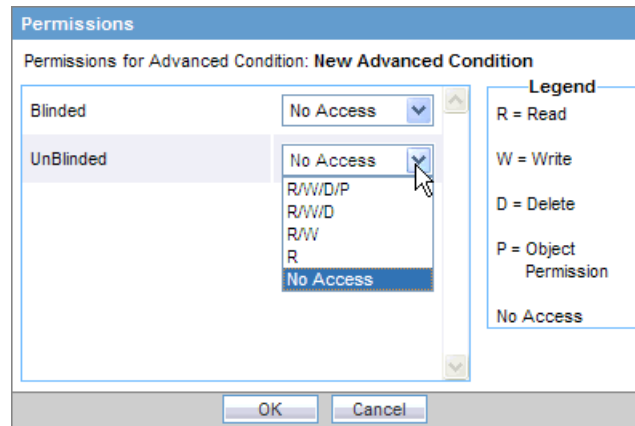 Permissions
Permissions for Advanced Condition: New Advanced Condition
Blinded
No Access
UnBlinded
No Access
R/W/D/P
R/W/D
R/W
R
No Access
Legend
R = Read
W = Write
D = Delete
P = Object
Permission
No Access
OK
Cancel